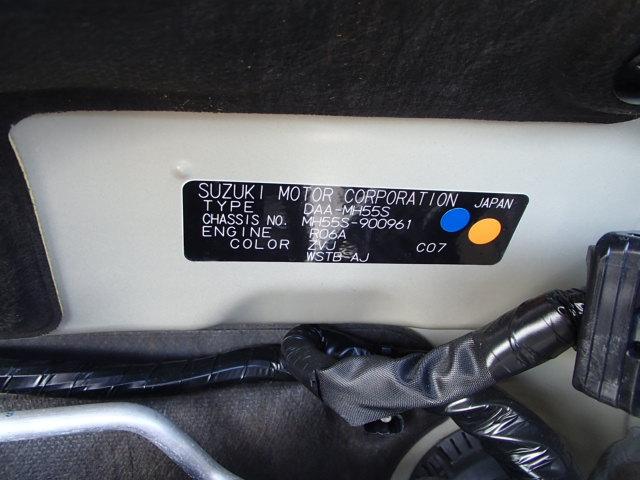 SUZUKI MOTOR CORPORATION JAPAN
TYPE DAA-MH55S
CHASSIS NO. MH55S-900961
ENGINE R06A
COLOR ZVJ C07
WSTB-AJ